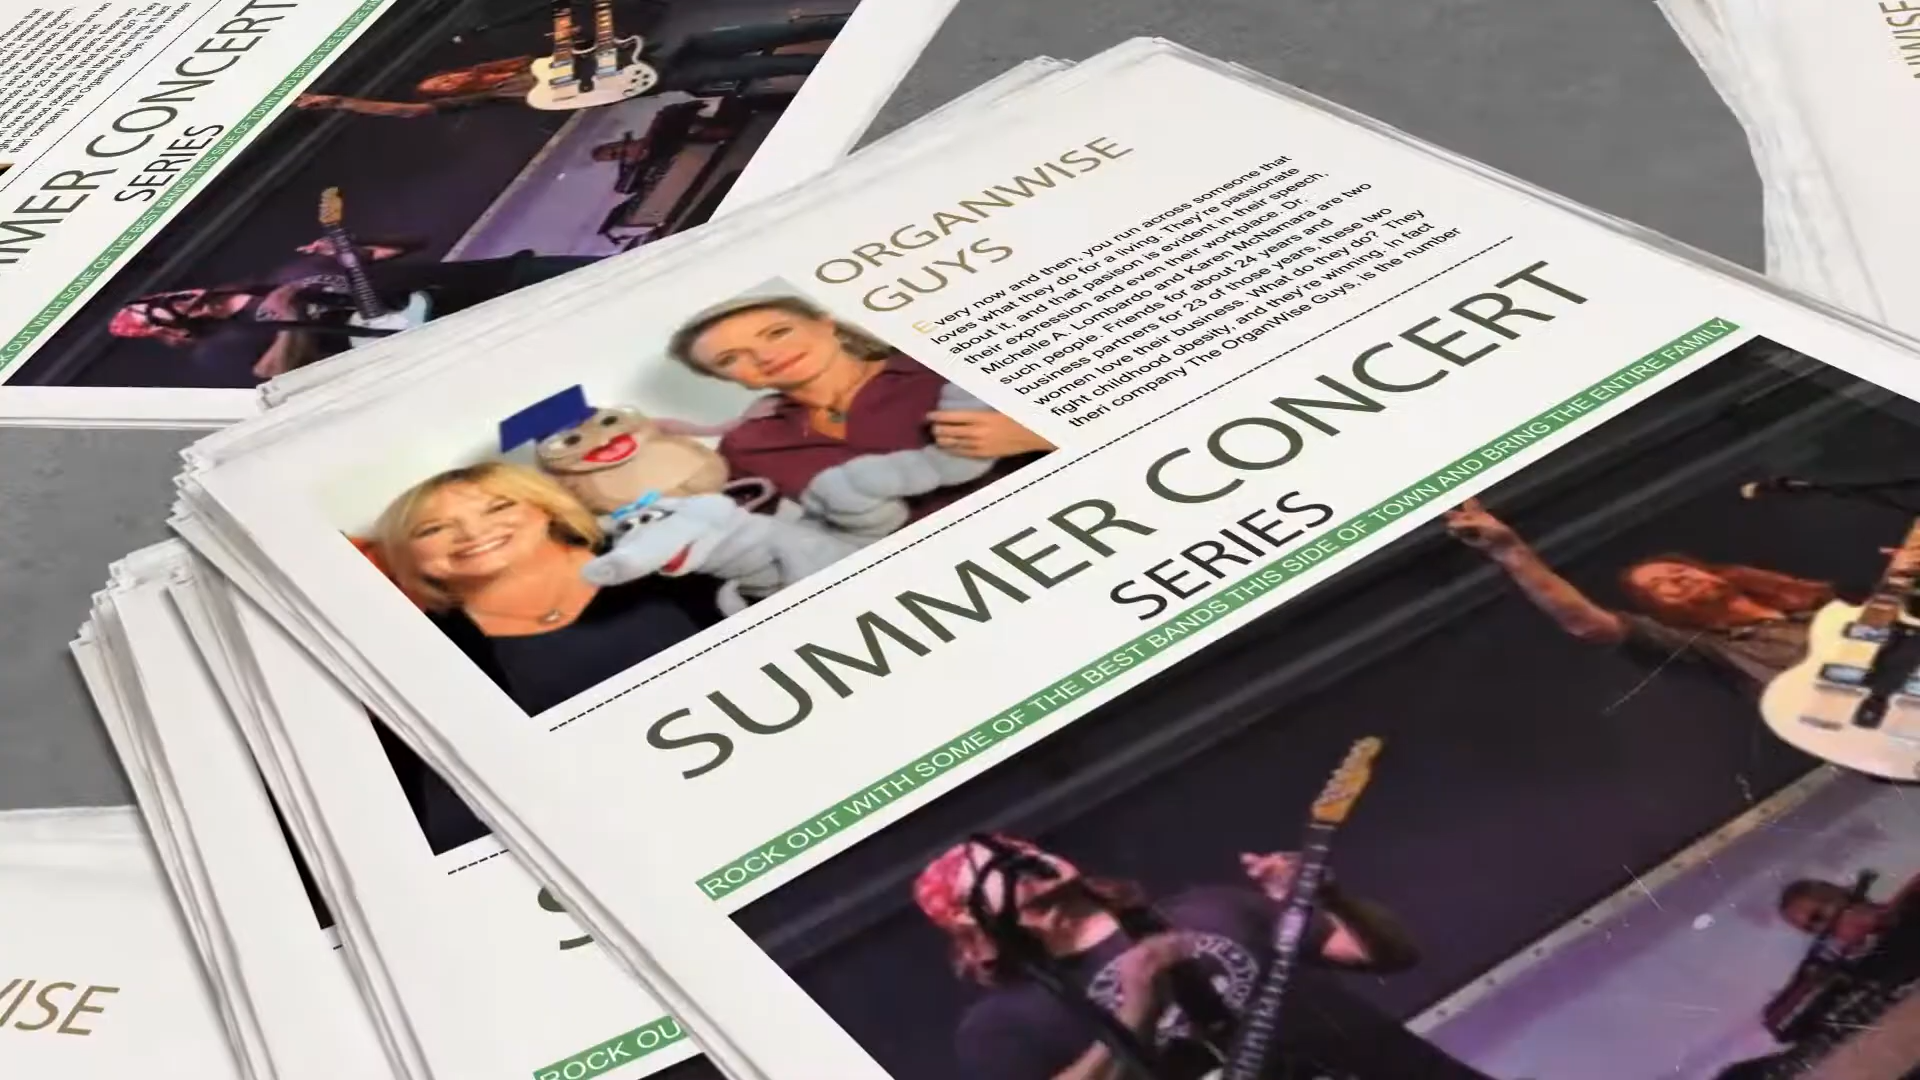 ORGANWISE
GUYS
Every now and then, you run across someone that
loves what they do for a living. They're passionate
about it, and that pasison is evident in their speech,
their expression and even their workplace. Dr.
Michelle A. Lombardo and Karen McNamara are two
such people. Friends for about 24 years and
business partners for 23 of those years, these two
women love their business. What do they do? They
fight childhood obesity, and they're winning. In fact
theri company The OrganWise Guys, is the number
SUMMER CONCERT
SERIES
ROCK OUT WITH SOME OF THE BEST BANDS THIS SIDE OF TOWN AND BRING THE ENTIRE FAMILY
MER CONCERT
SERIES
CK OUT WITH SOME OF THE BEST BANDS THIS SIDE OF TOWN AND BRING THE ENTIRE FA
S
ROCK OU
WISE